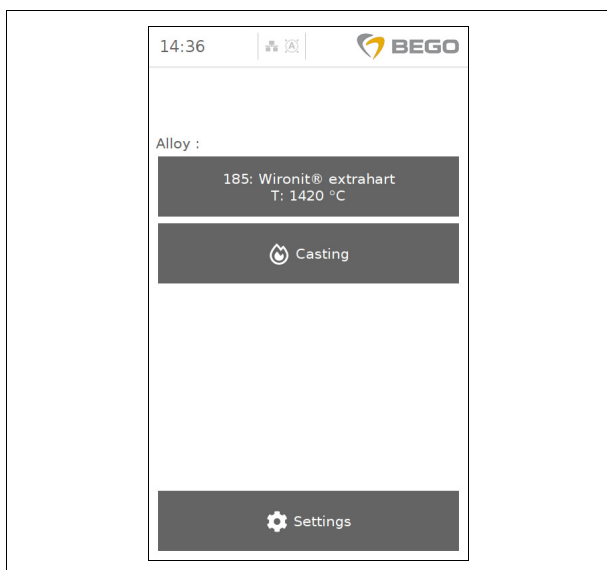 14:36
A
BEGO
Alloy :
185: Wironit® extrahart
T: 1420 °C
Casting
Settings